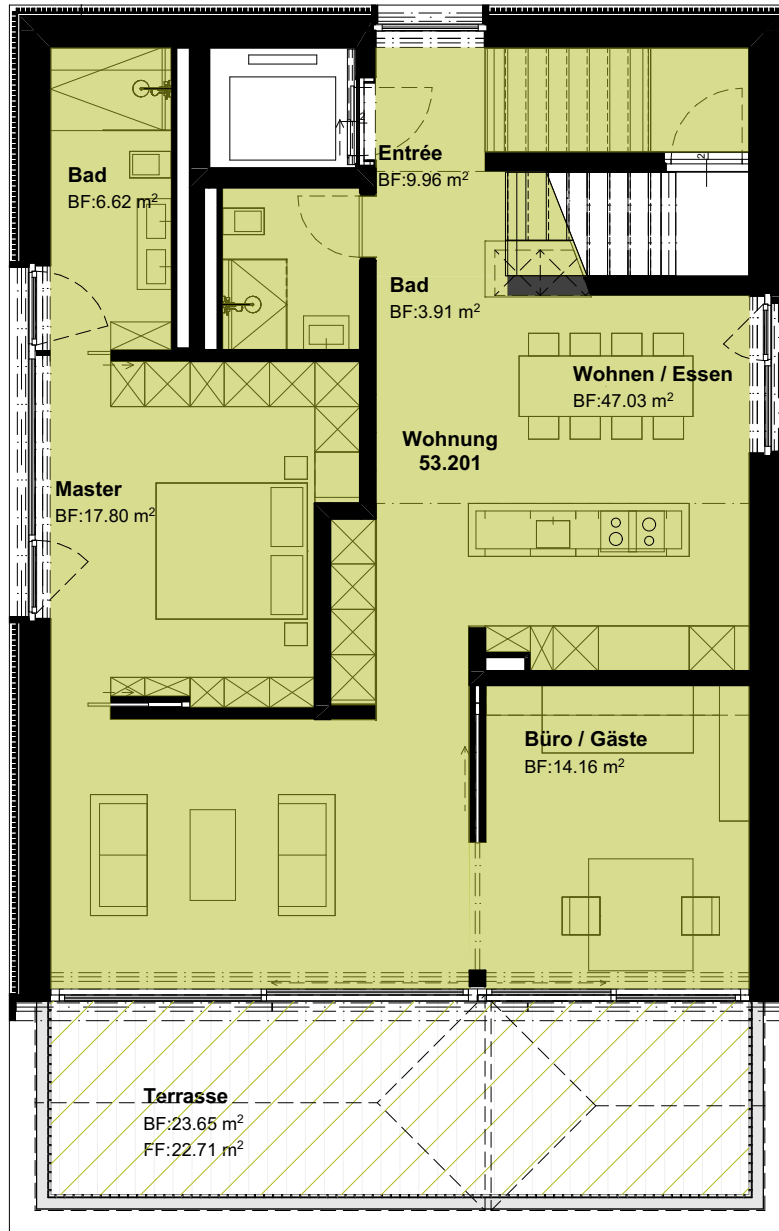 Entrée
BF:9.96 m²
Bad
BF:6.62 m²
Bad
BF:3.91 m²
Wohnen / Essen
BF:47.03 m²
Wohnung
53.201
Master
BF:17.80 m²
Büro / Gäste
BF:14.16 m²
Terrasse
BF:23.65 m²
FF:22.71 m²